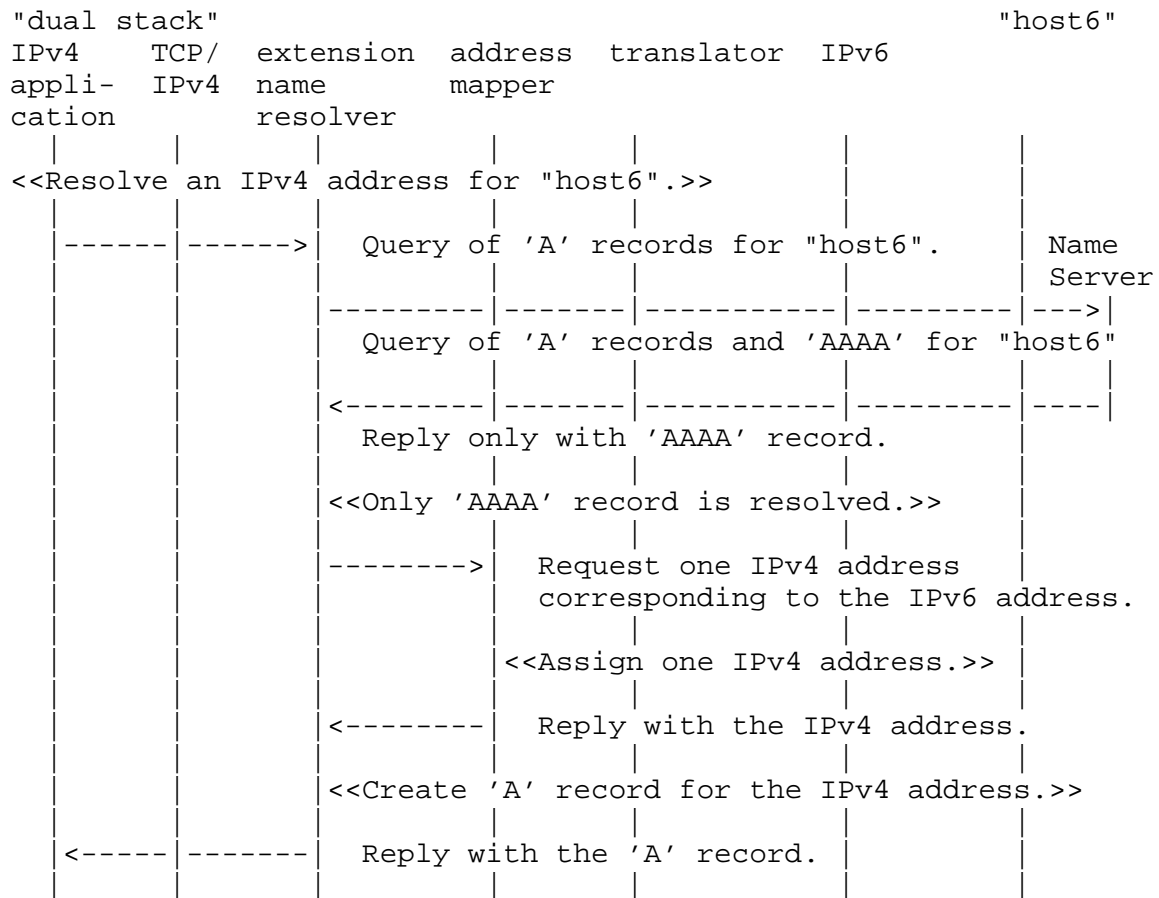 "dual stack" "host6"
IPv4 TCP/ extension address translator IPv6
appli- IPv4 name mapper
cation resolver
<<Resolve an IPv4 address for "host6".>>
Query of 'A' records for "host6". Name
Server
Query of 'A' records and 'AAAA' for "host6"
Reply only with 'AAAA' record.
<<Only 'AAAA' record is resolved.>>
Request one IPv4 address
corresponding to the IPv6 address.
<<Assign one IPv4 address.>>
Reply with the IPv4 address.
<<Create 'A' record for the IPv4 address.>>
Reply with the 'A' record.